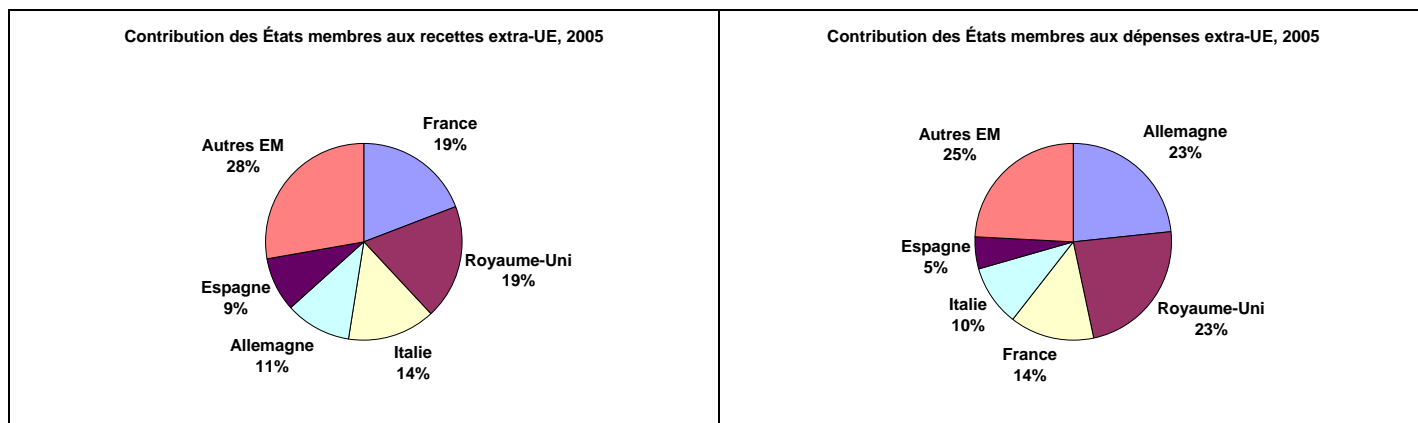 Contribution des États membres aux recettes extra-UE, 2005
France
19%
Royaume-Uni
19%
Italie
14%
Allemagne
11%
Espagne
9%
Autres EM
28%
Contribution des États membres aux dépenses extra-UE, 2005
Allemagne
23%
Royaume-Uni
23%
France
14%
Italie
10%
Espagne
5%
Autres EM
25%